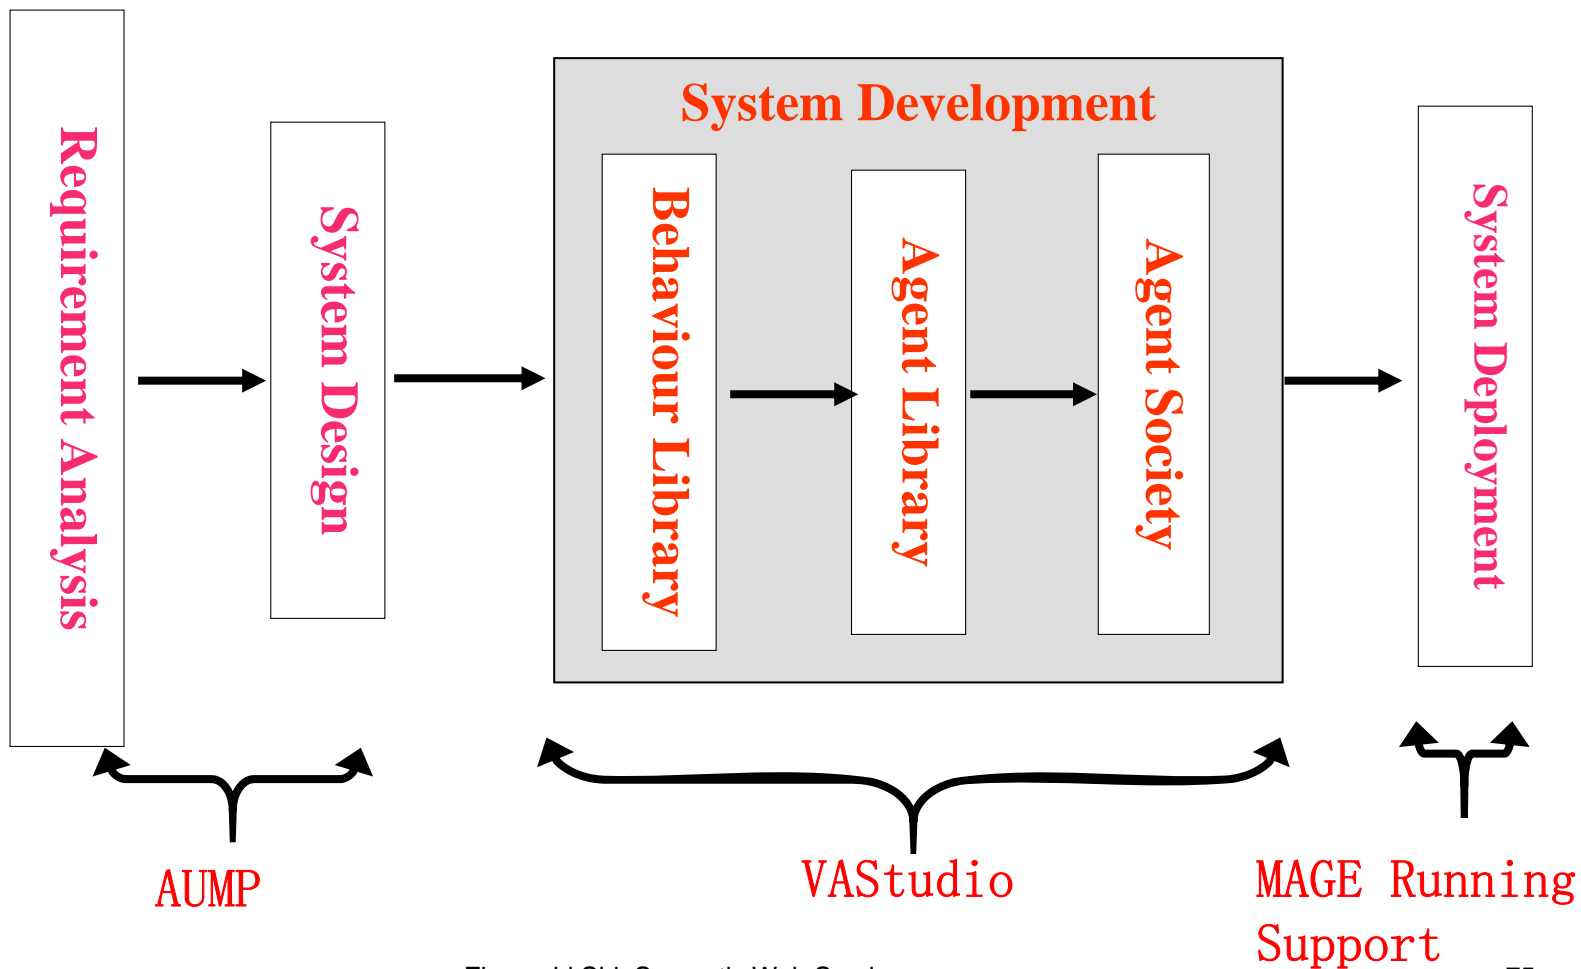 Requirement Analysis
System Design
System Development
Behaviour Library
Agent Library
Agent Society
System Deployment
AUMP
VAStudio
MAGE Running
Support